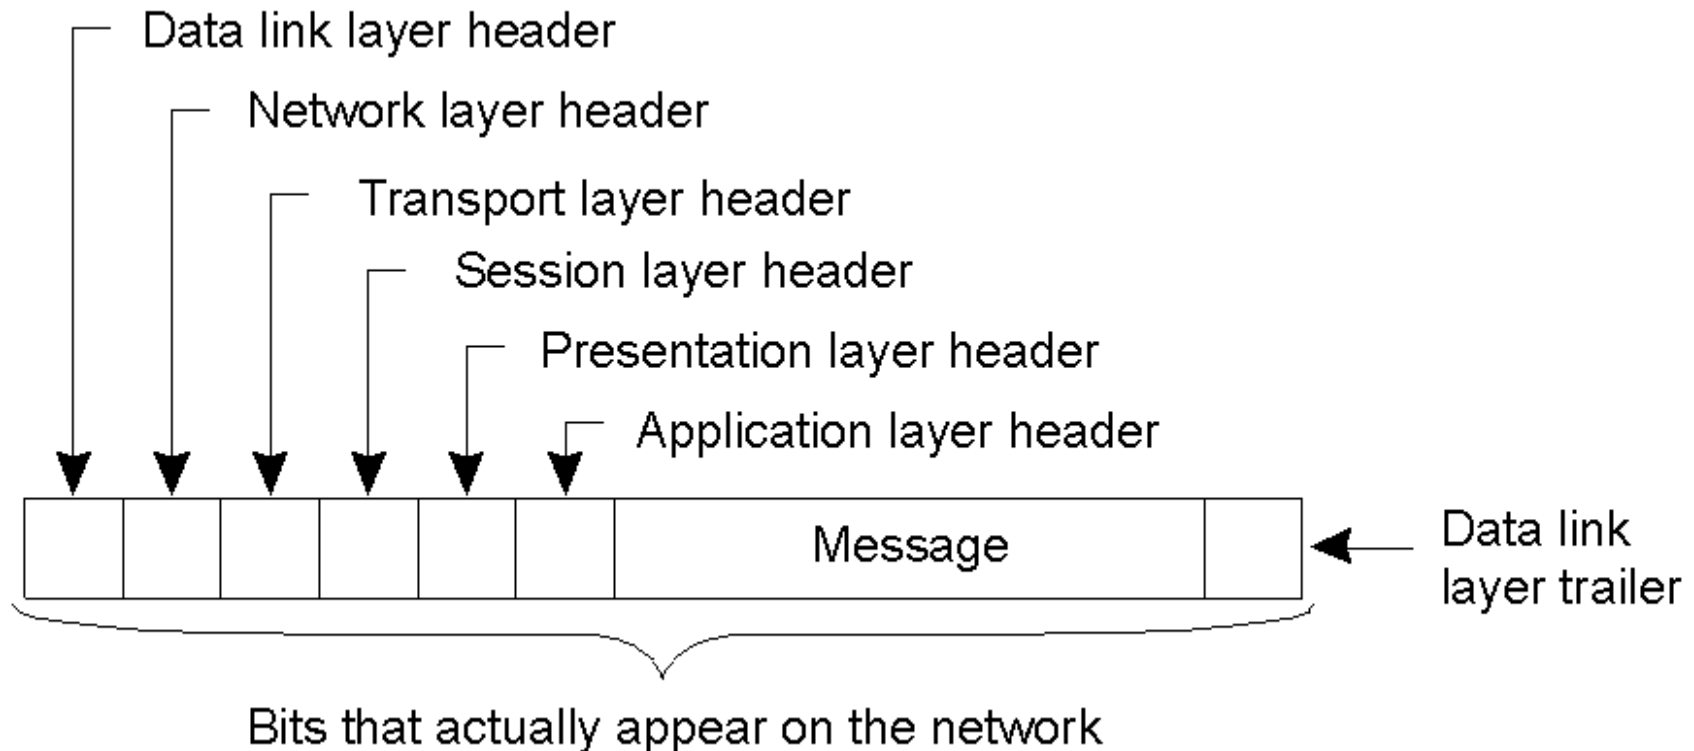 Data link layer header
Network layer header
Transport layer header
Session layer header
Presentation layer header
Application layer header
Message
Data link
layer trailer
Bits that actually appear on the network